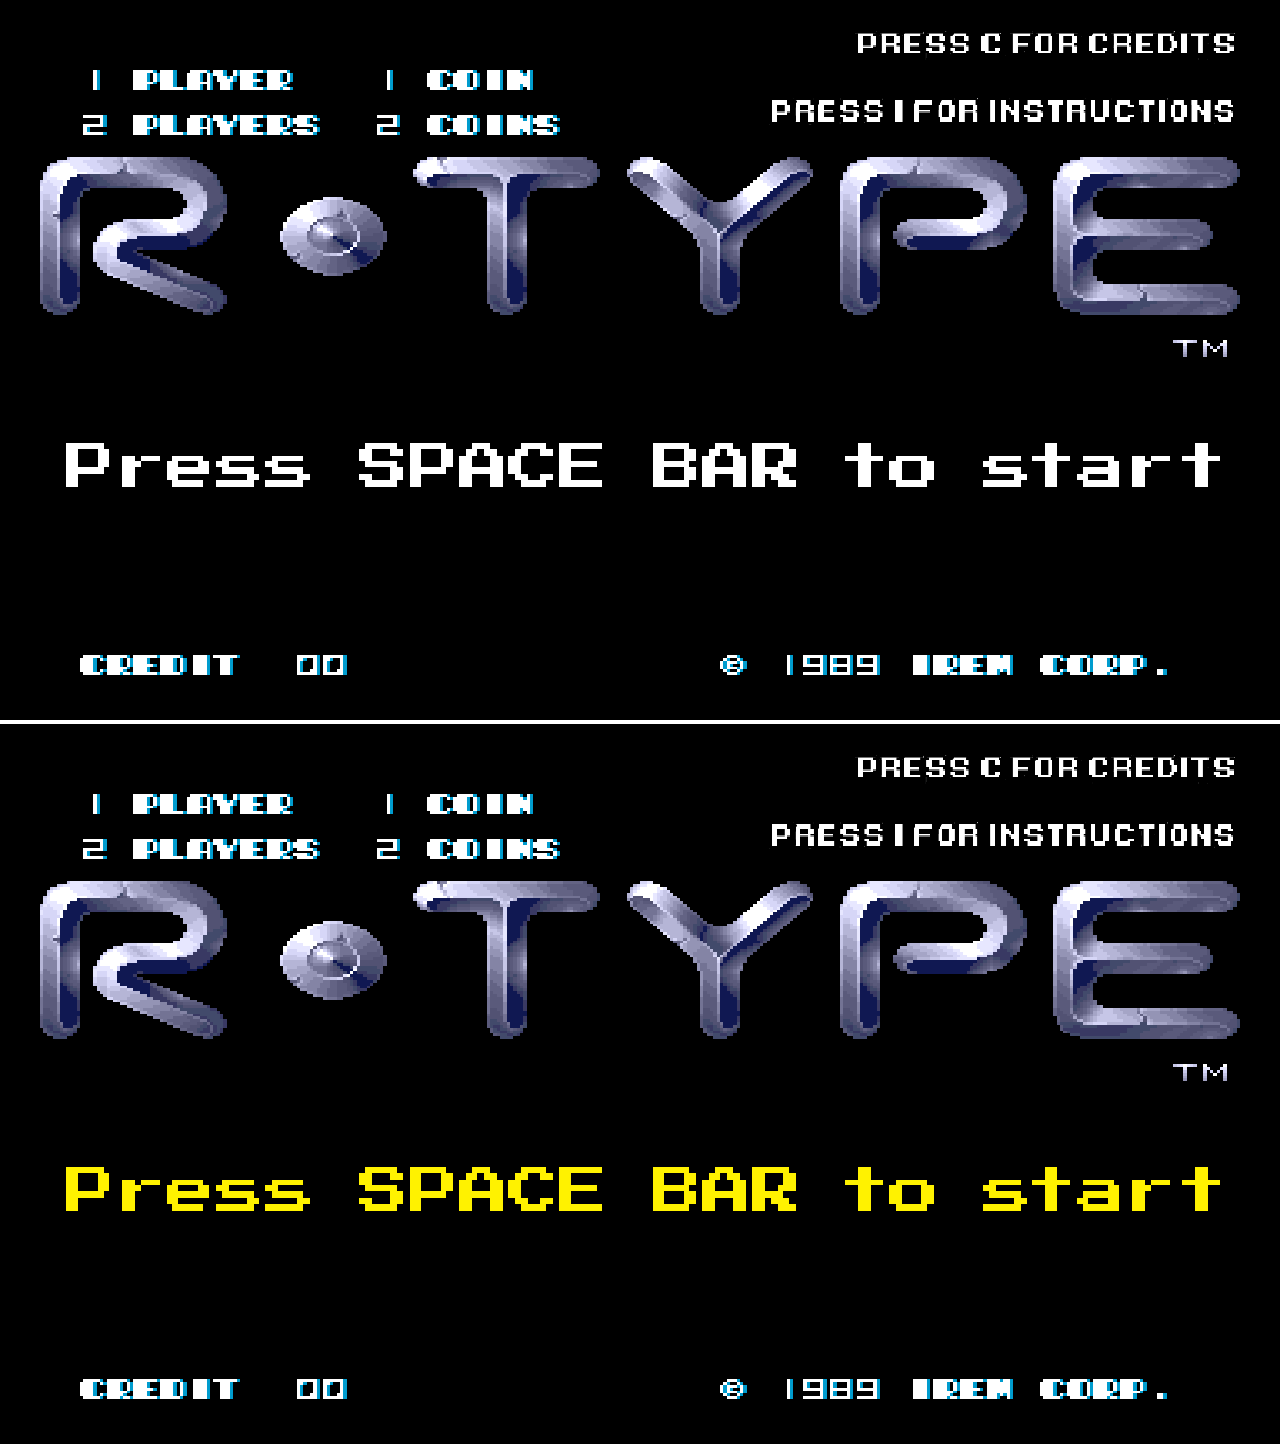 PRESS C FOR CREDITS
1 PLAYER 1 COIN
PRESS I FOR INSTRUCTIONS
2 PLAYERS 2 COINS
R•TYPE
TM
Press SPACE BAR to start
CREDIT 00 © 1989 IREM CORP.
PRESS C FOR CREDITS
1 PLAYER 1 COIN
PRESS I FOR INSTRUCTIONS
2 PLAYERS 2 COINS
R•TYPE
TM
Press SPACE BAR to start
CREDIT 00 © 1989 IREM CORP.